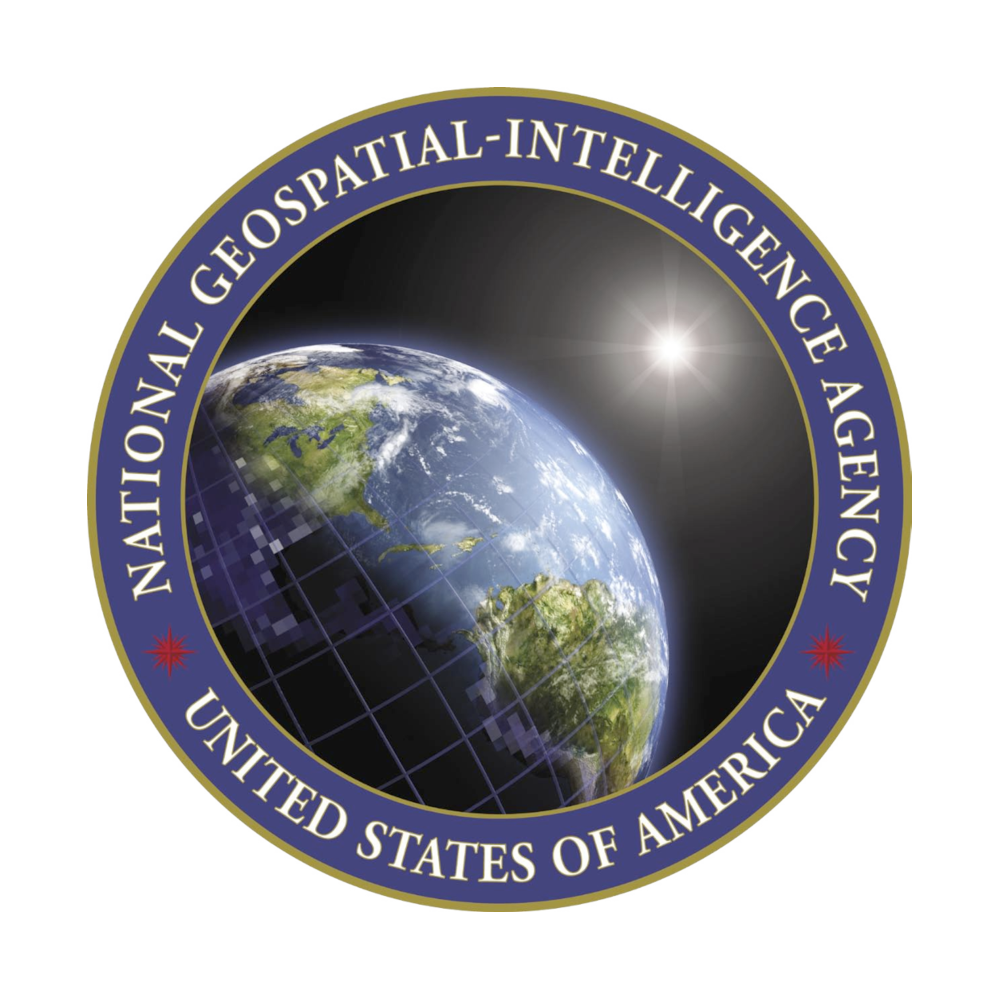 NATIONAL GEOSPATIAL-INTELLIGENCE AGENCY
UNITED STATES OF AMERICA